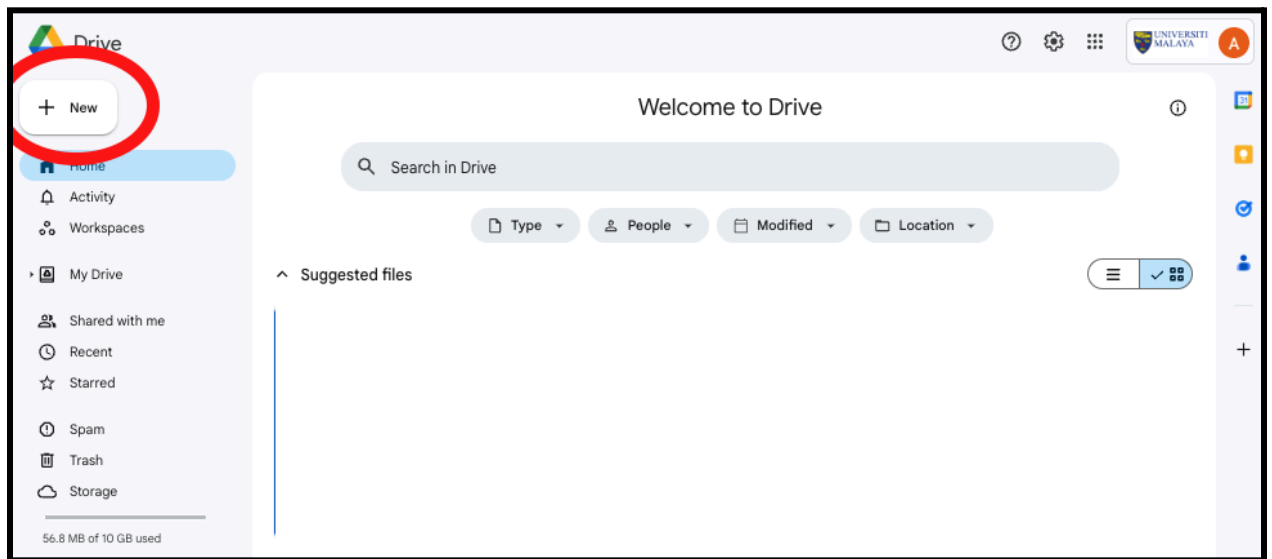 Drive
UNIVERSITI
MALAYA
A
New
Welcome to Drive
31
Home
Search in Drive
Activity
Type
People
Modified
Location
Workspaces
My Drive
Suggested files
Shared with me
Recent
Starred
Spam
Trash
Storage
56.8 MB of 10 GB used